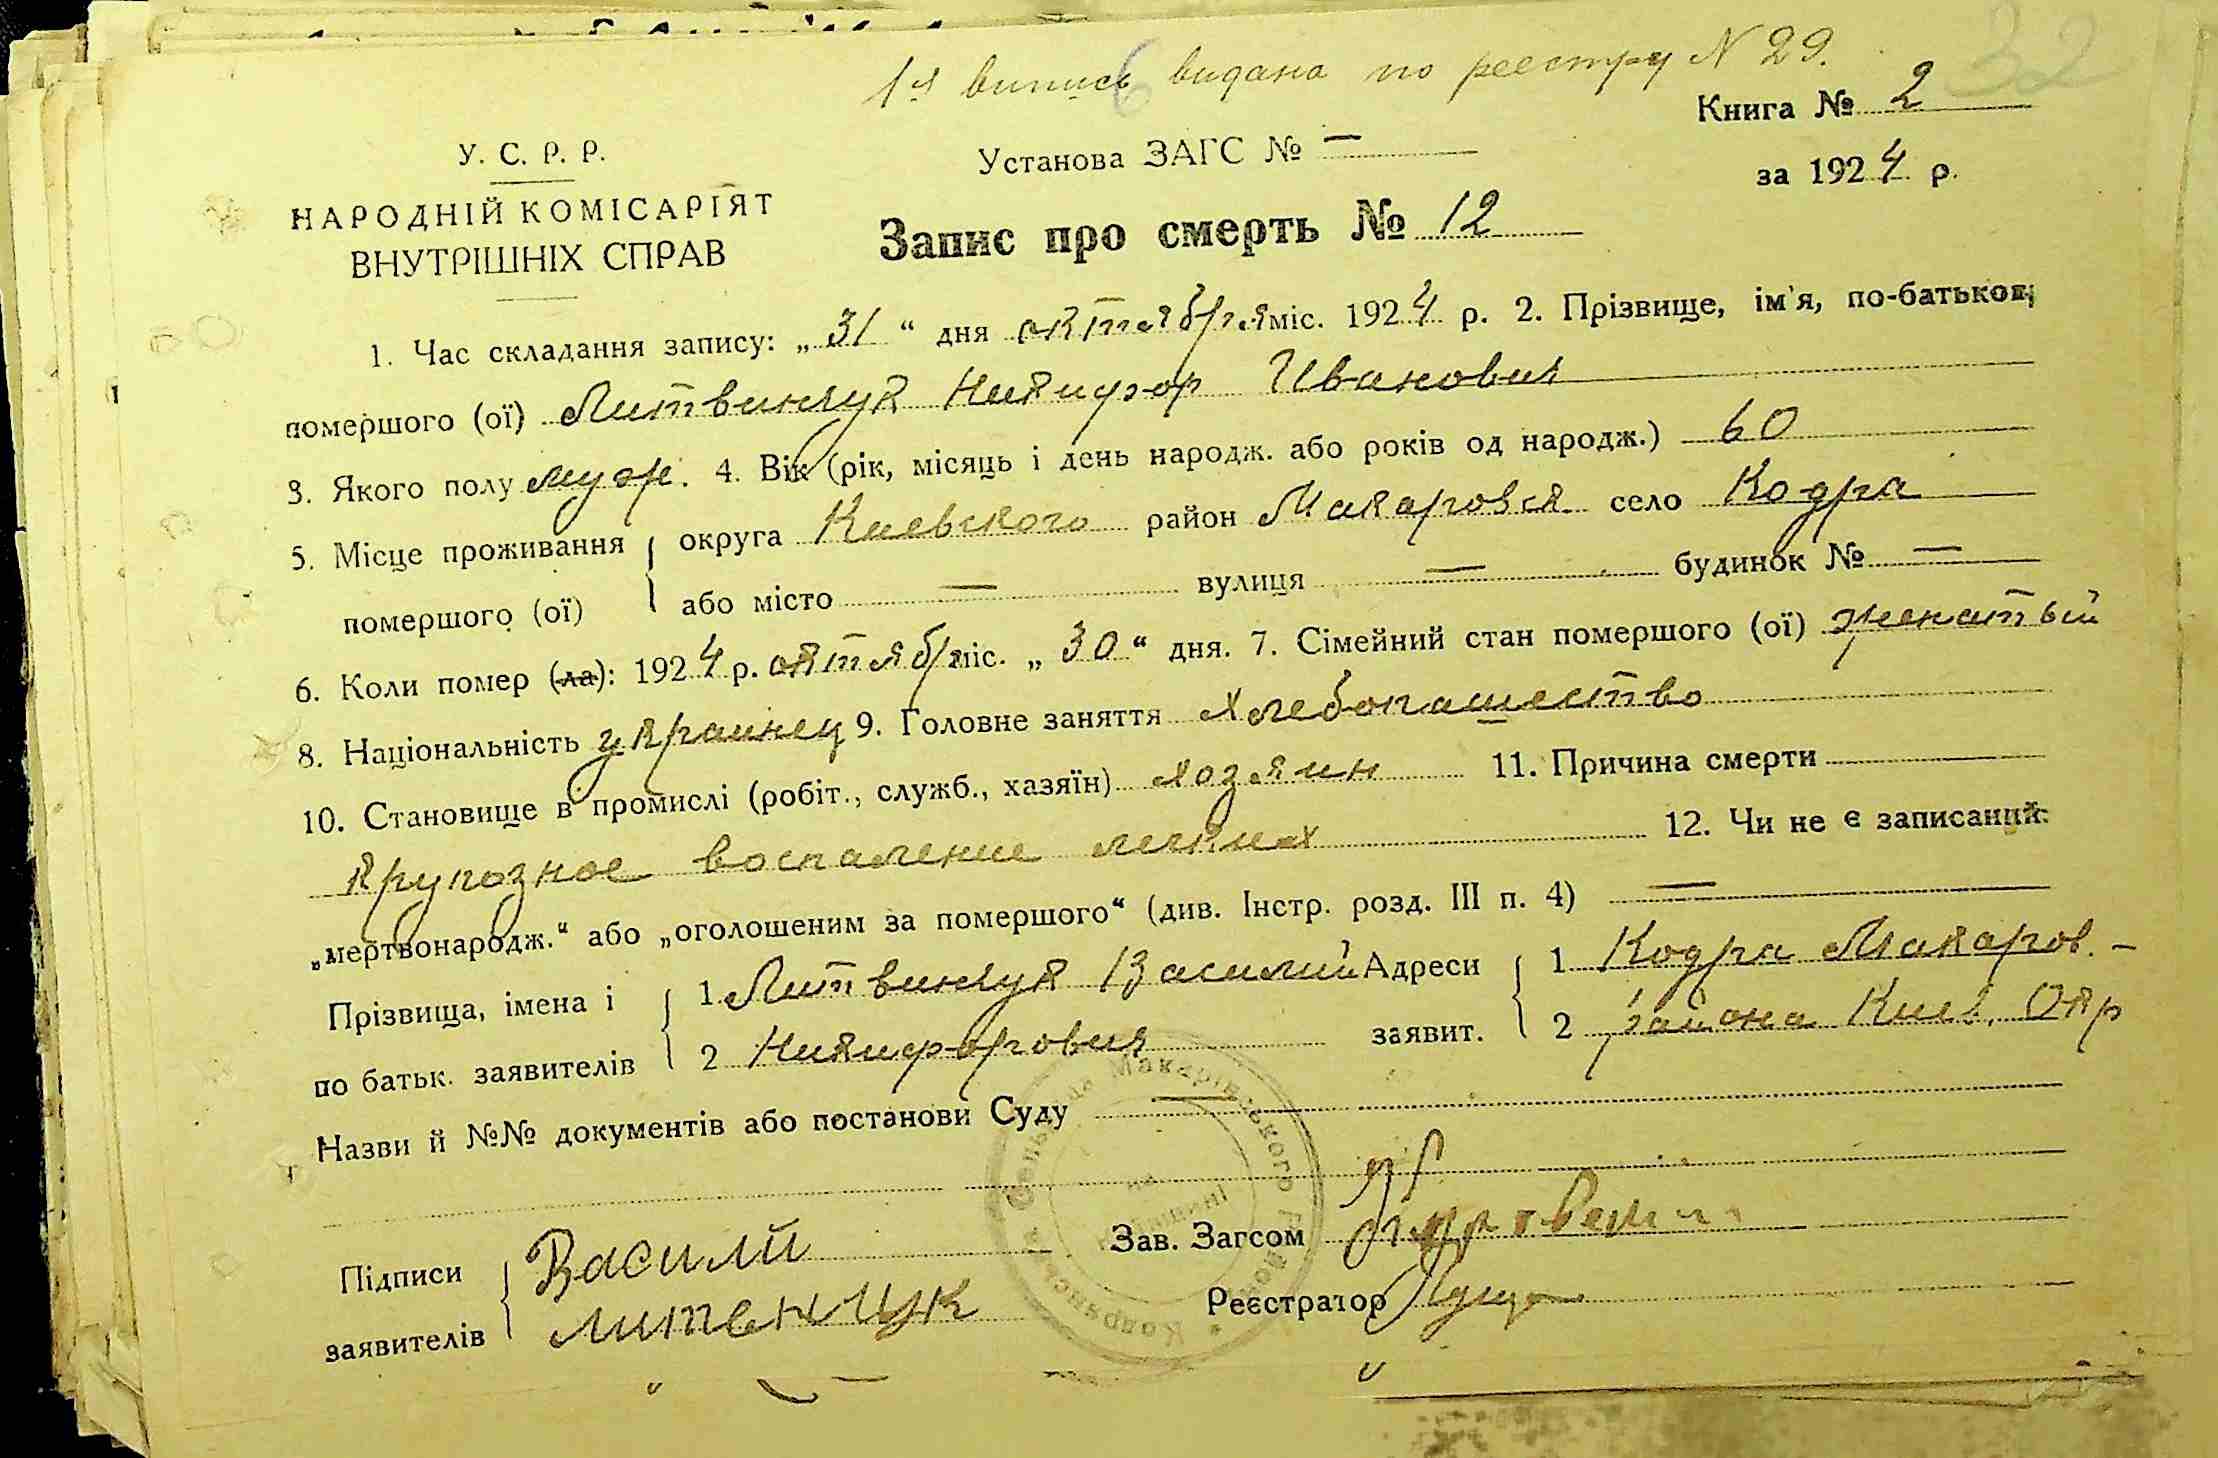 1я випись видана по реестру N 29.
32
Книга № 2
У. С. Р. Р.
Установа ЗАГС № —
за 1924 р.
НАРОДНІЙ КОМІСАРІЯТ
ВНУТРІШНІХ СПРАВ
Запис про смерть № 12
1. Час складання запису: „31“ дня октября міс. 1924 р. 2. Прізвище, ім'я, по-батькові
помершого (ої) Литвинчук Никифор Иванович
3. Якого полу муж. 4. Вік (рік, місяць і день народж. або років од народж.) 60
5. Місце проживання округа Киевского район Макаровск село Кодра
помершого (ої) або місто — вулиця — будинок № —
6. Коли помер (ла): 1924 р. октябр міс. „30“ дня. 7. Сімейний стан помершого (ої) женатый
8. Національність украинец 9. Головне заняття хлебопашество
10. Становище в промислі (робіт., служб., хазяїн) хозяин 11. Причина смерти
крупозное воспаление легких 12. Чи не є записаний:
„мертвонародж.“ або „оголошеним за помершого“ (див. Інстр. розд. III п. 4) —
Прізвища, імена і 1 Литвинчук Василий Адреси 1 Кодра Макаров. -
по батьк. заявителів 2 Никифорович заявит. 2 района Киев. Окр
Назви й №№ документів або постанови Суду —
Підписи Василий Зав. Загсом
заявителів Литвенчук Реєстратор